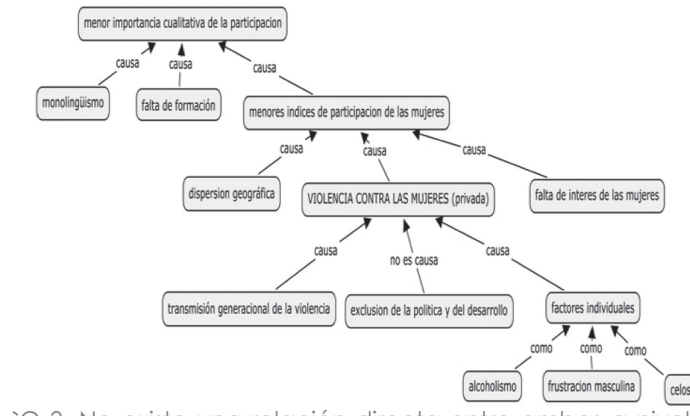 menor importancia cualitativa de la participacion
causa
causa
causa
monolingüismo
falta de formación
menores indices de participacion de las mujeres
causa
causa
causa
dispersion geográfica
VIOLENCIA CONTRA LAS MUJERES (privada)
falta de interes de las mujeres
causa
no es causa
causa
transmisión generacional de la violencia
exclusion de la politica y del desarrollo
factores individuales
como
como
como
alcoholismo
frustracion masculina
celos